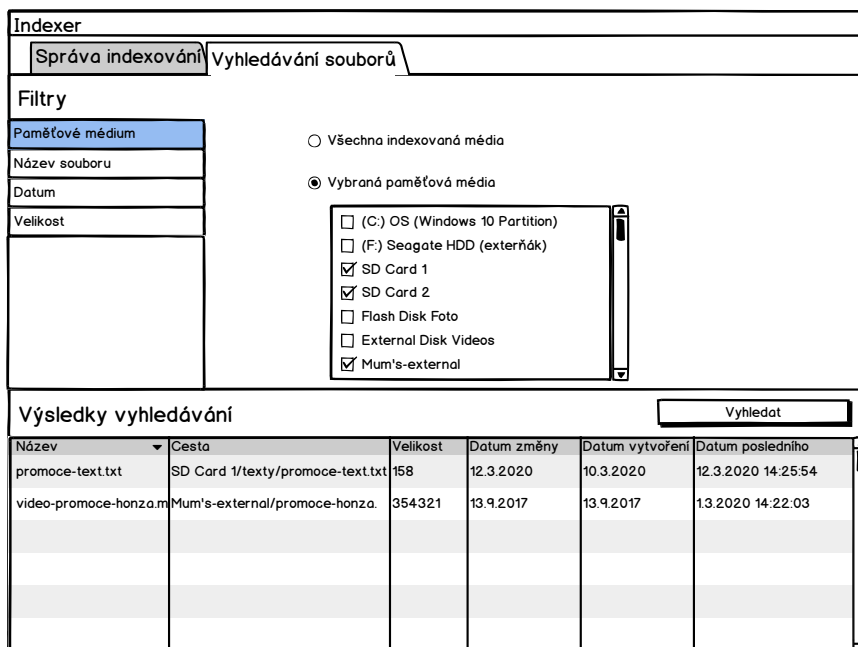 Indexer
Správa indexování Vyhledávání souborů
Filtry
Paměťové médium
Název souboru
Datum
Velikost
Všechna indexovaná média
Vybraná paměťová média
(C:) OS (Windows 10 Partition)
(F:) Seagate HDD (exterňák)
SD Card 1
SD Card 2
Flash Disk Foto
External Disk Videos
Mum's-external
Výsledky vyhledávání
Vyhledat
Název Cesta Velikost Datum změny Datum vytvoření Datum posledního
promoce-text.txt SD Card 1/texty/promoce-text.txt 158 12.3.2020 10.3.2020 12.3.2020 14:25:54
video-promoce-honza.m Mum's-external/promoce-honza. 354321 13.9.2017 13.9.2017 1.3.2020 14:22:03